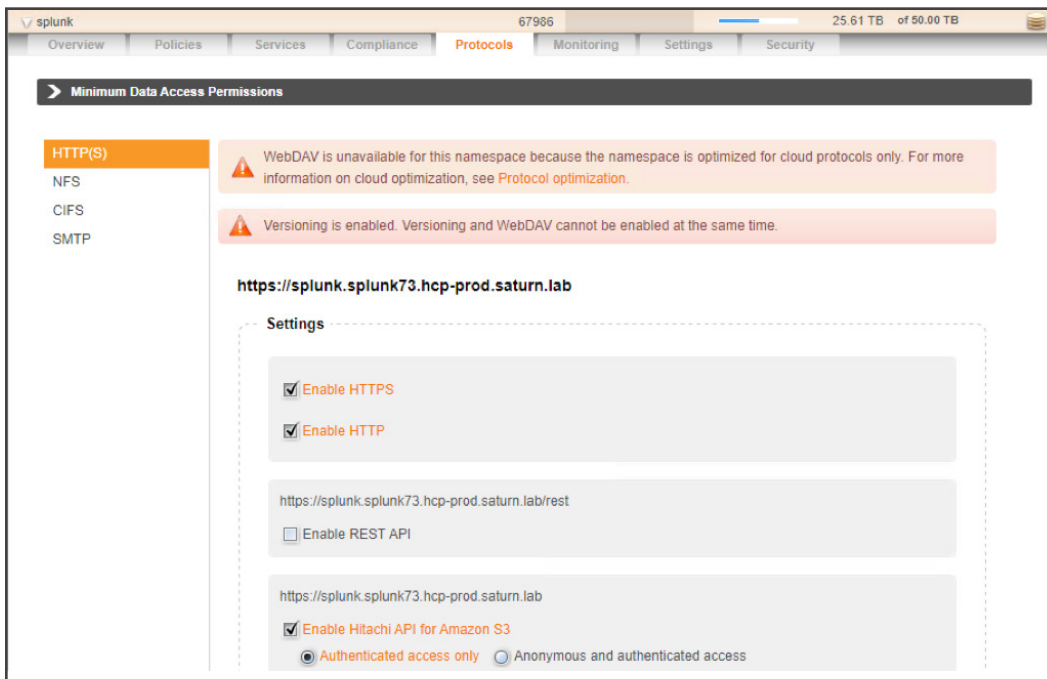 splunk 67986 25.61 TB of 50.00 TB
Overview Policies Services Compliance Protocols Monitoring Settings Security
Minimum Data Access Permissions
HTTP(S)
NFS
CIFS
SMTP
WebDAV is unavailable for this namespace because the namespace is optimized for cloud protocols only. For more
information on cloud optimization, see Protocol optimization.
Versioning is enabled. Versioning and WebDAV cannot be enabled at the same time.
https://splunk.splunk73.hcp-prod.saturn.lab
Settings
Enable HTTPS
Enable HTTP
https://splunk.splunk73.hcp-prod.saturn.lab/rest
Enable REST API
https://splunk.splunk73.hcp-prod.saturn.lab
Enable Hitachi API for Amazon S3
Authenticated access only Anonymous and authenticated access